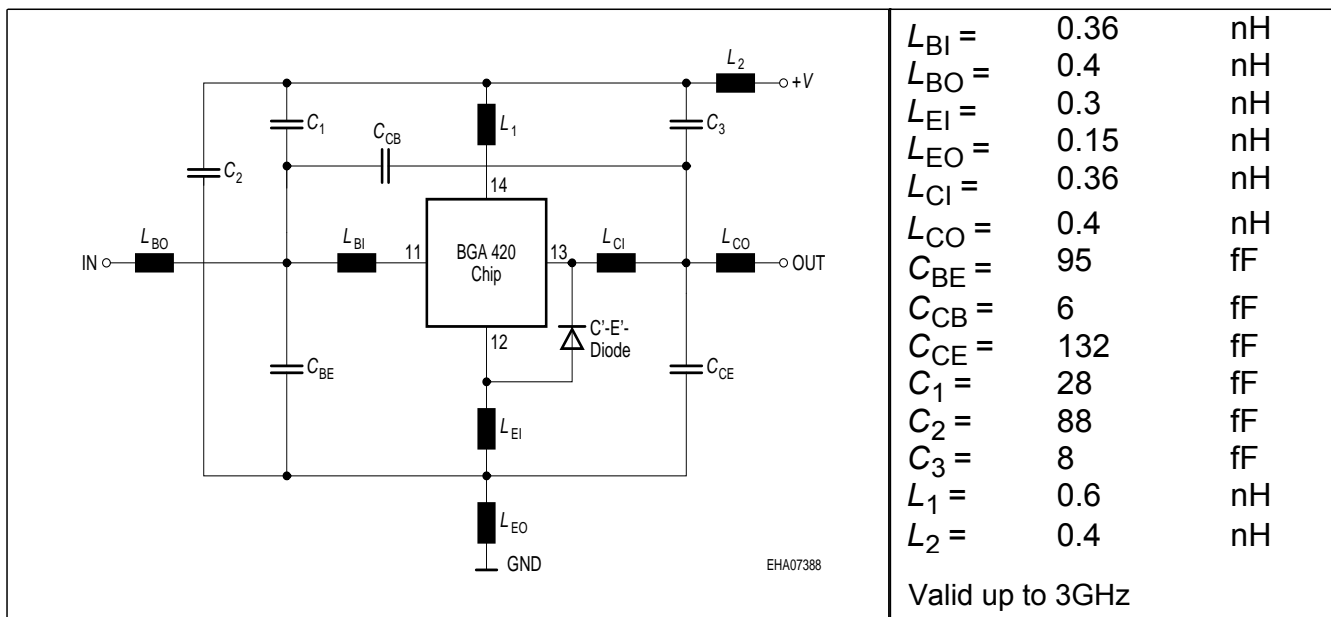 L2
+V
C1
L1
C3
CCB
C2
14
LBO
LBI
11
BGA 420
Chip
13
LCI
LCO
IN
OUT
12
C'-E'-
Diode
CBE
CCE
LEI
LEO
GND
EHA07388
LBI = 0.36 nH
LBO = 0.4 nH
LEI = 0.3 nH
LEO = 0.15 nH
LCI = 0.36 nH
LCO = 0.4 nH
CBE = 95 fF
CCB = 6 fF
CCE = 132 fF
C1 = 28 fF
C2 = 88 fF
C3 = 8 fF
L1 = 0.6 nH
L2 = 0.4 nH
Valid up to 3GHz